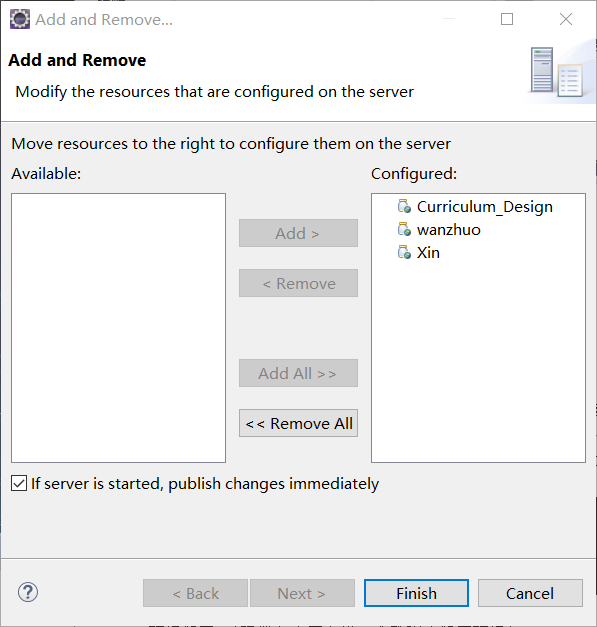 Add and Remove...
Add and Remove
Modify the resources that are configured on the server
Move resources to the right to configure them on the server
Available:
Configured:
Curriculum_Design
wanzhuo
Xin
Add >
< Remove
Add All >>
<< Remove All
If server is started, publish changes immediately
?
< Back
Next >
Finish
Cancel